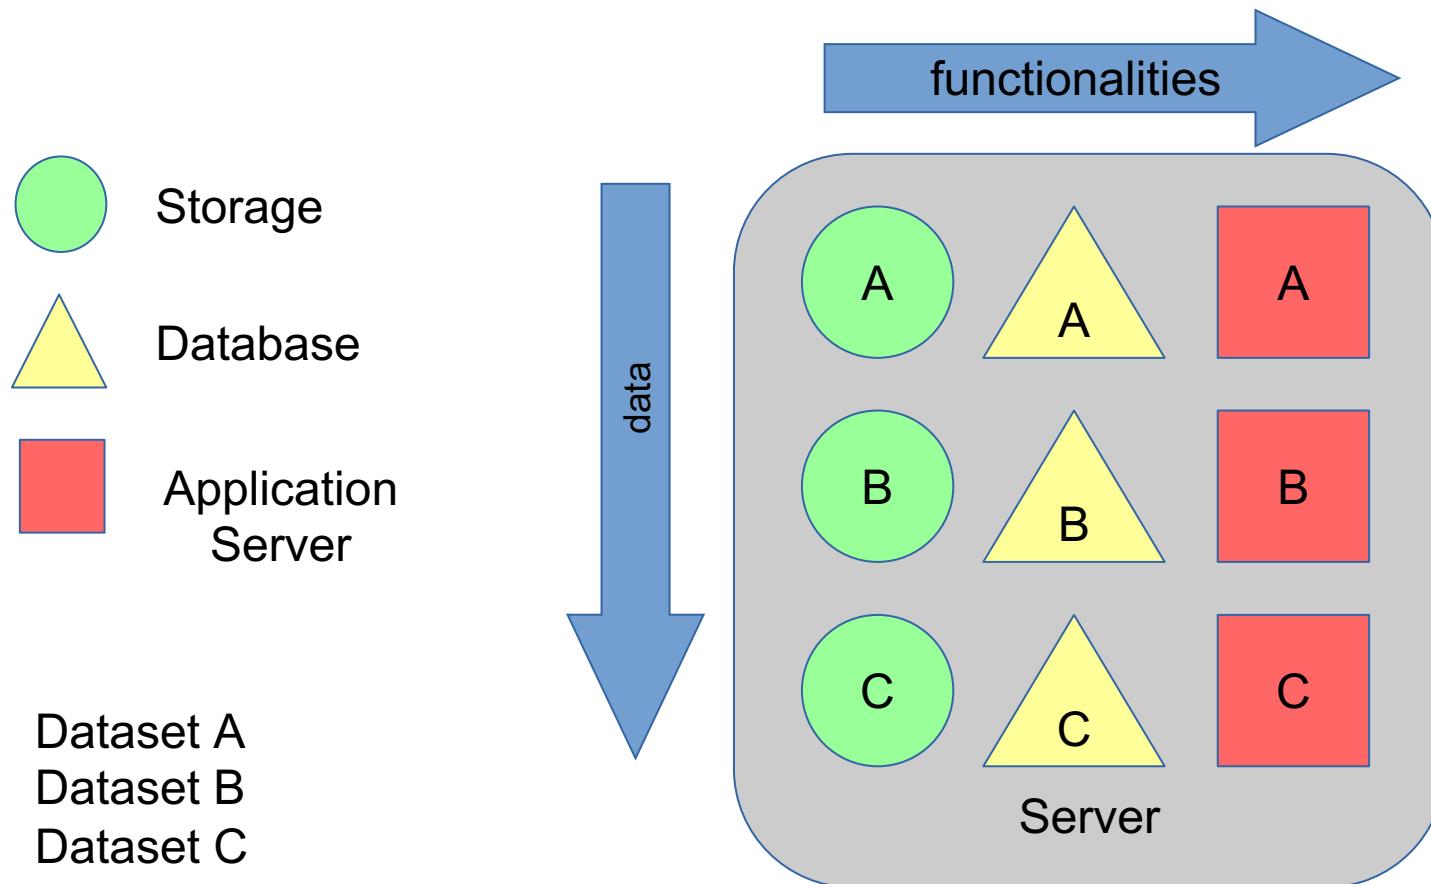 functionalities
Storage
Database
Application
Server
Dataset A
Dataset B
Dataset C
data
A
A
A
B
B
B
C
C
C
Server